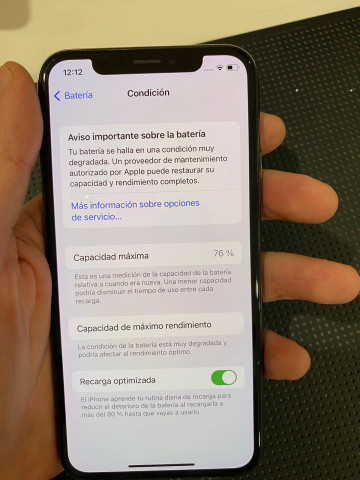 12:12
Batería
Condición
Aviso importante sobre la batería
Tu batería se halla en una condición muy
degradada. Un proveedor de mantenimiento
autorizado por Apple puede restaurar su
capacidad y rendimiento completos.
Más información sobre opciones
de servicio...
Capacidad máxima 76 %
Esta es una medición de la capacidad de la batería
relativa a cuando era nueva. Una menor capacidad
podría disminuir el tiempo de uso entre cada
recarga.
Capacidad de máximo rendimiento
La condición de la batería está muy degradada y
podría afectar al rendimiento óptimo.
Recarga optimizada
El iPhone aprende tu rutina diaria de recarga para
reducir el deterioro de la batería al recargarla a
más del 80 % hasta que vayas a usarlo.